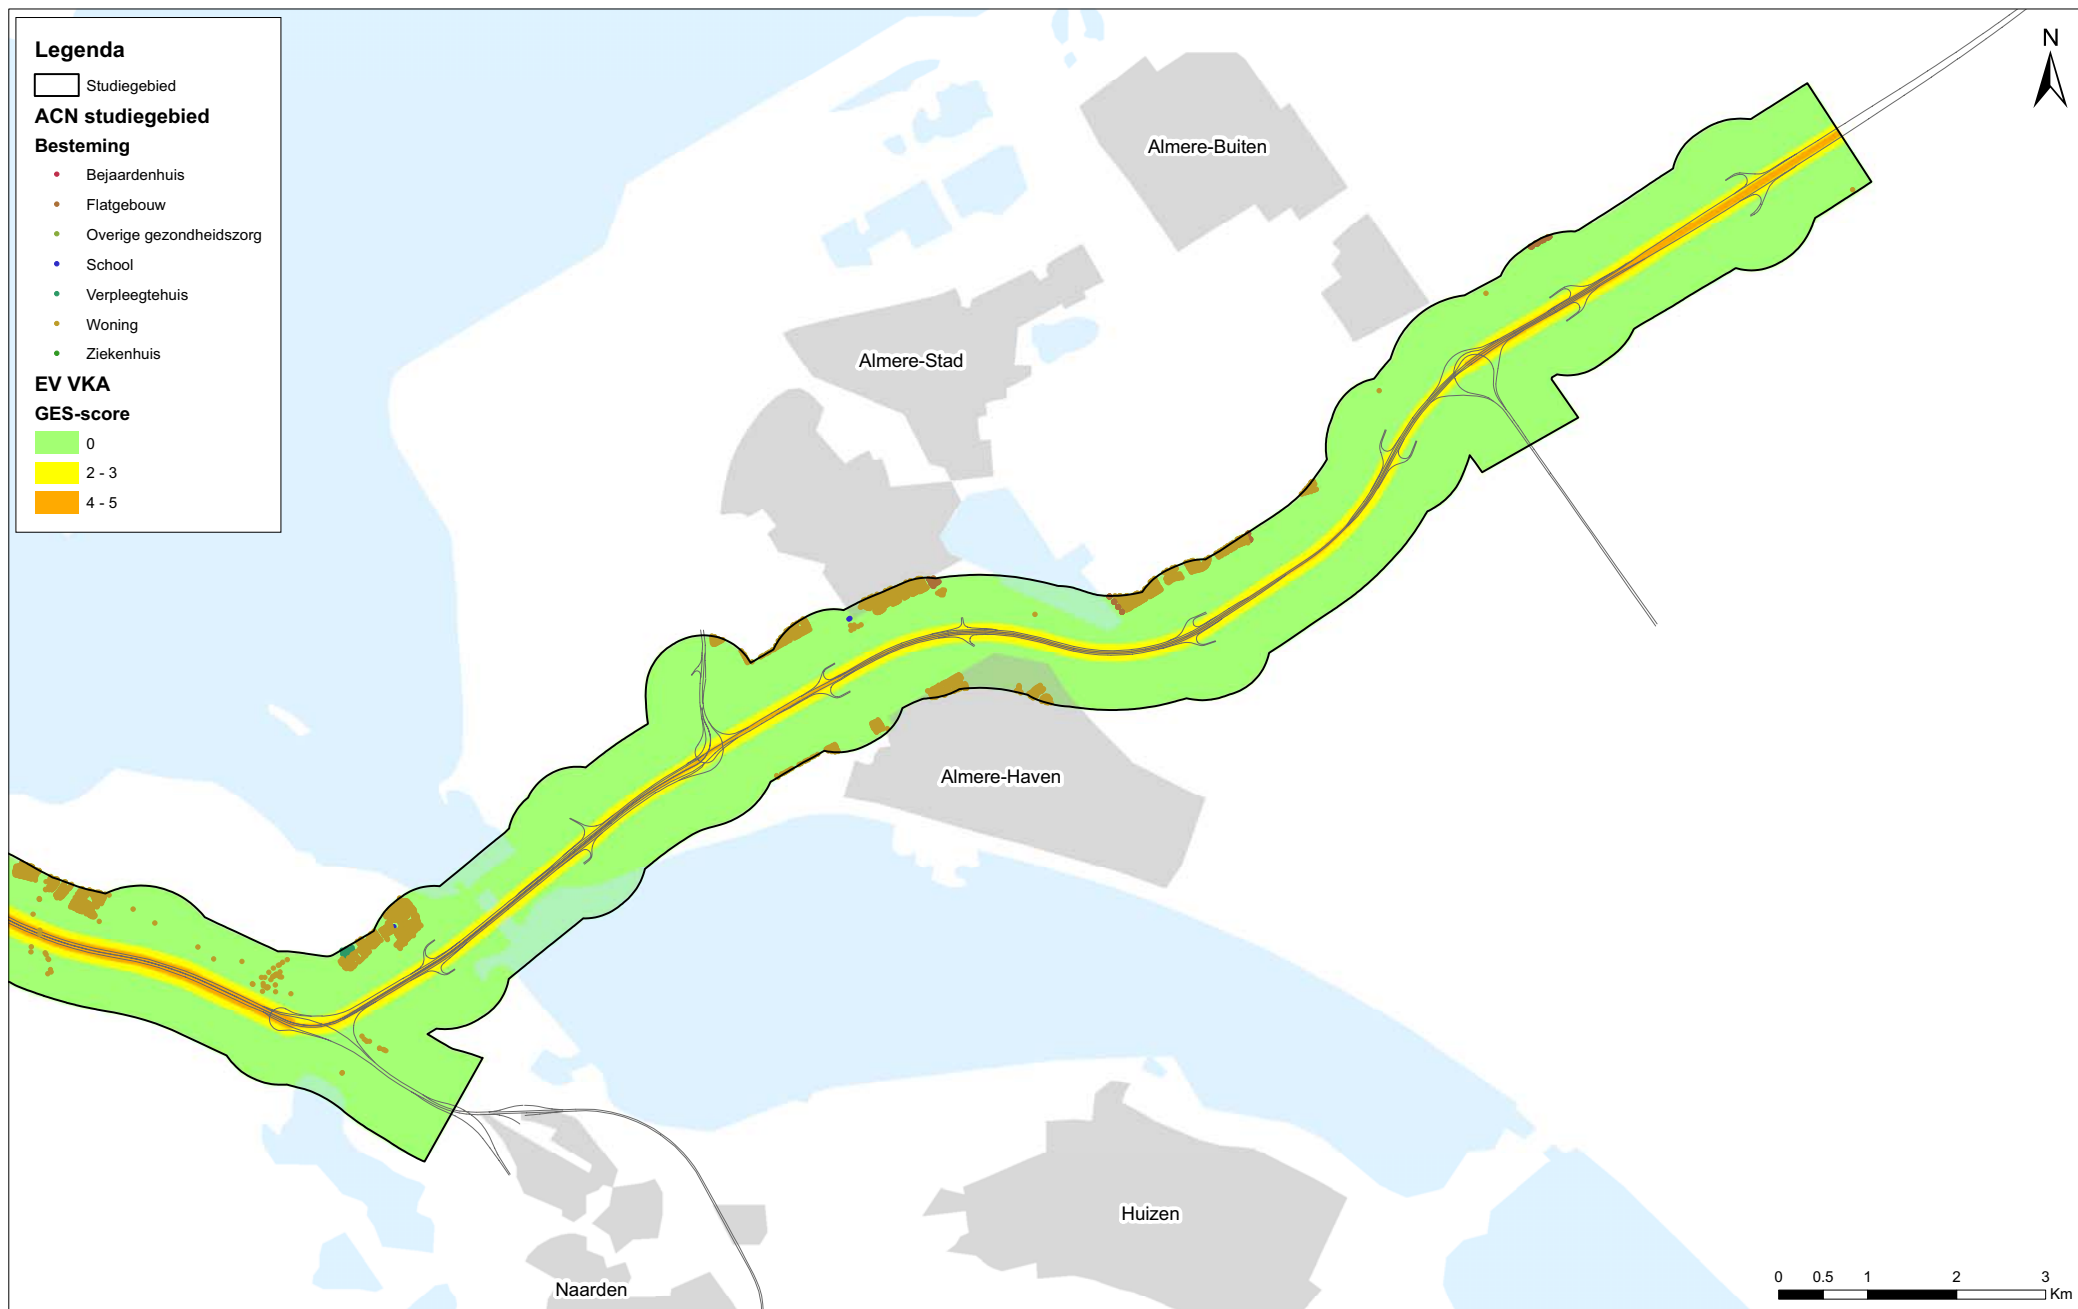 Legenda
Studiegebied
ACN studiegebied
Besteming
Bejaardenhuis
Flatgebouw
Overige gezondheidszorg
School
Verpleegtehuis
Woning
Ziekenhuis
EV VKA
GES-score
0
2 - 3
4 - 5
N
Almere-Buiten
Almere-Stad
Almere-Haven
Huizen
Naarden
0 0.5 1 2 3
Km